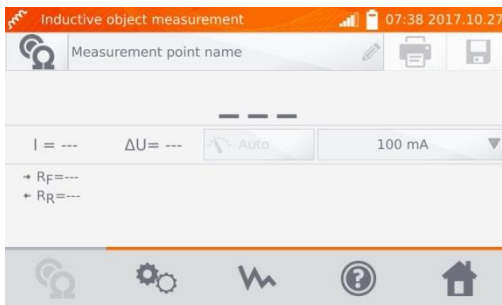 Inductive object measurement 07:38 2017.10.27
Measurement point name
---
I = --- ΔU= --- Auto 100 mA
→ RF=---
← RR=---